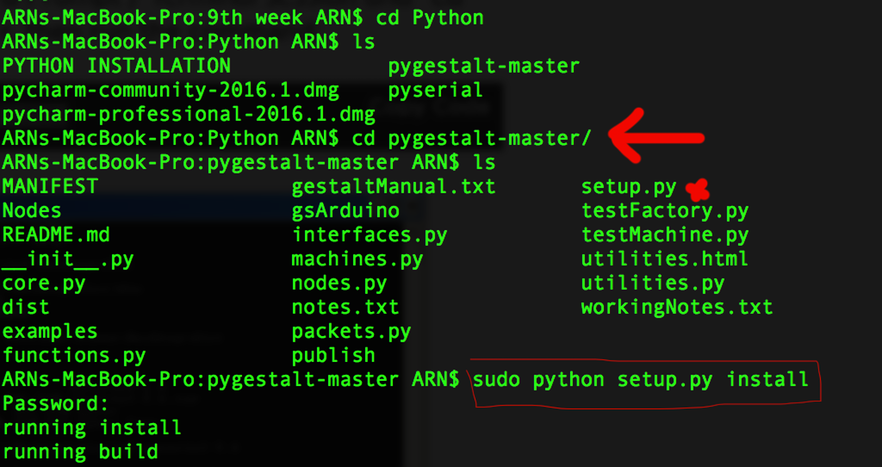 ARNs-MacBook-Pro:9th week ARN$ cd Python
ARNs-MacBook-Pro:Python ARN$ ls
PYTHON INSTALLATION pygestalt-master
pycharm-community-2016.1.dmg pyserial
pycharm-professional-2016.1.dmg
ARNs-MacBook-Pro:Python ARN$ cd pygestalt-master/
ARNs-MacBook-Pro:pygestalt-master ARN$ ls
MANIFEST gestaltManual.txt setup.py
Nodes gsArduino testFactory.py
README.md interfaces.py testMachine.py
__init__.py machines.py utilities.html
core.py nodes.py utilities.py
dist notes.txt workingNotes.txt
examples packets.py
functions.py publish
ARNs-MacBook-Pro:pygestalt-master ARN$ sudo python setup.py install
Password:
running install
running build